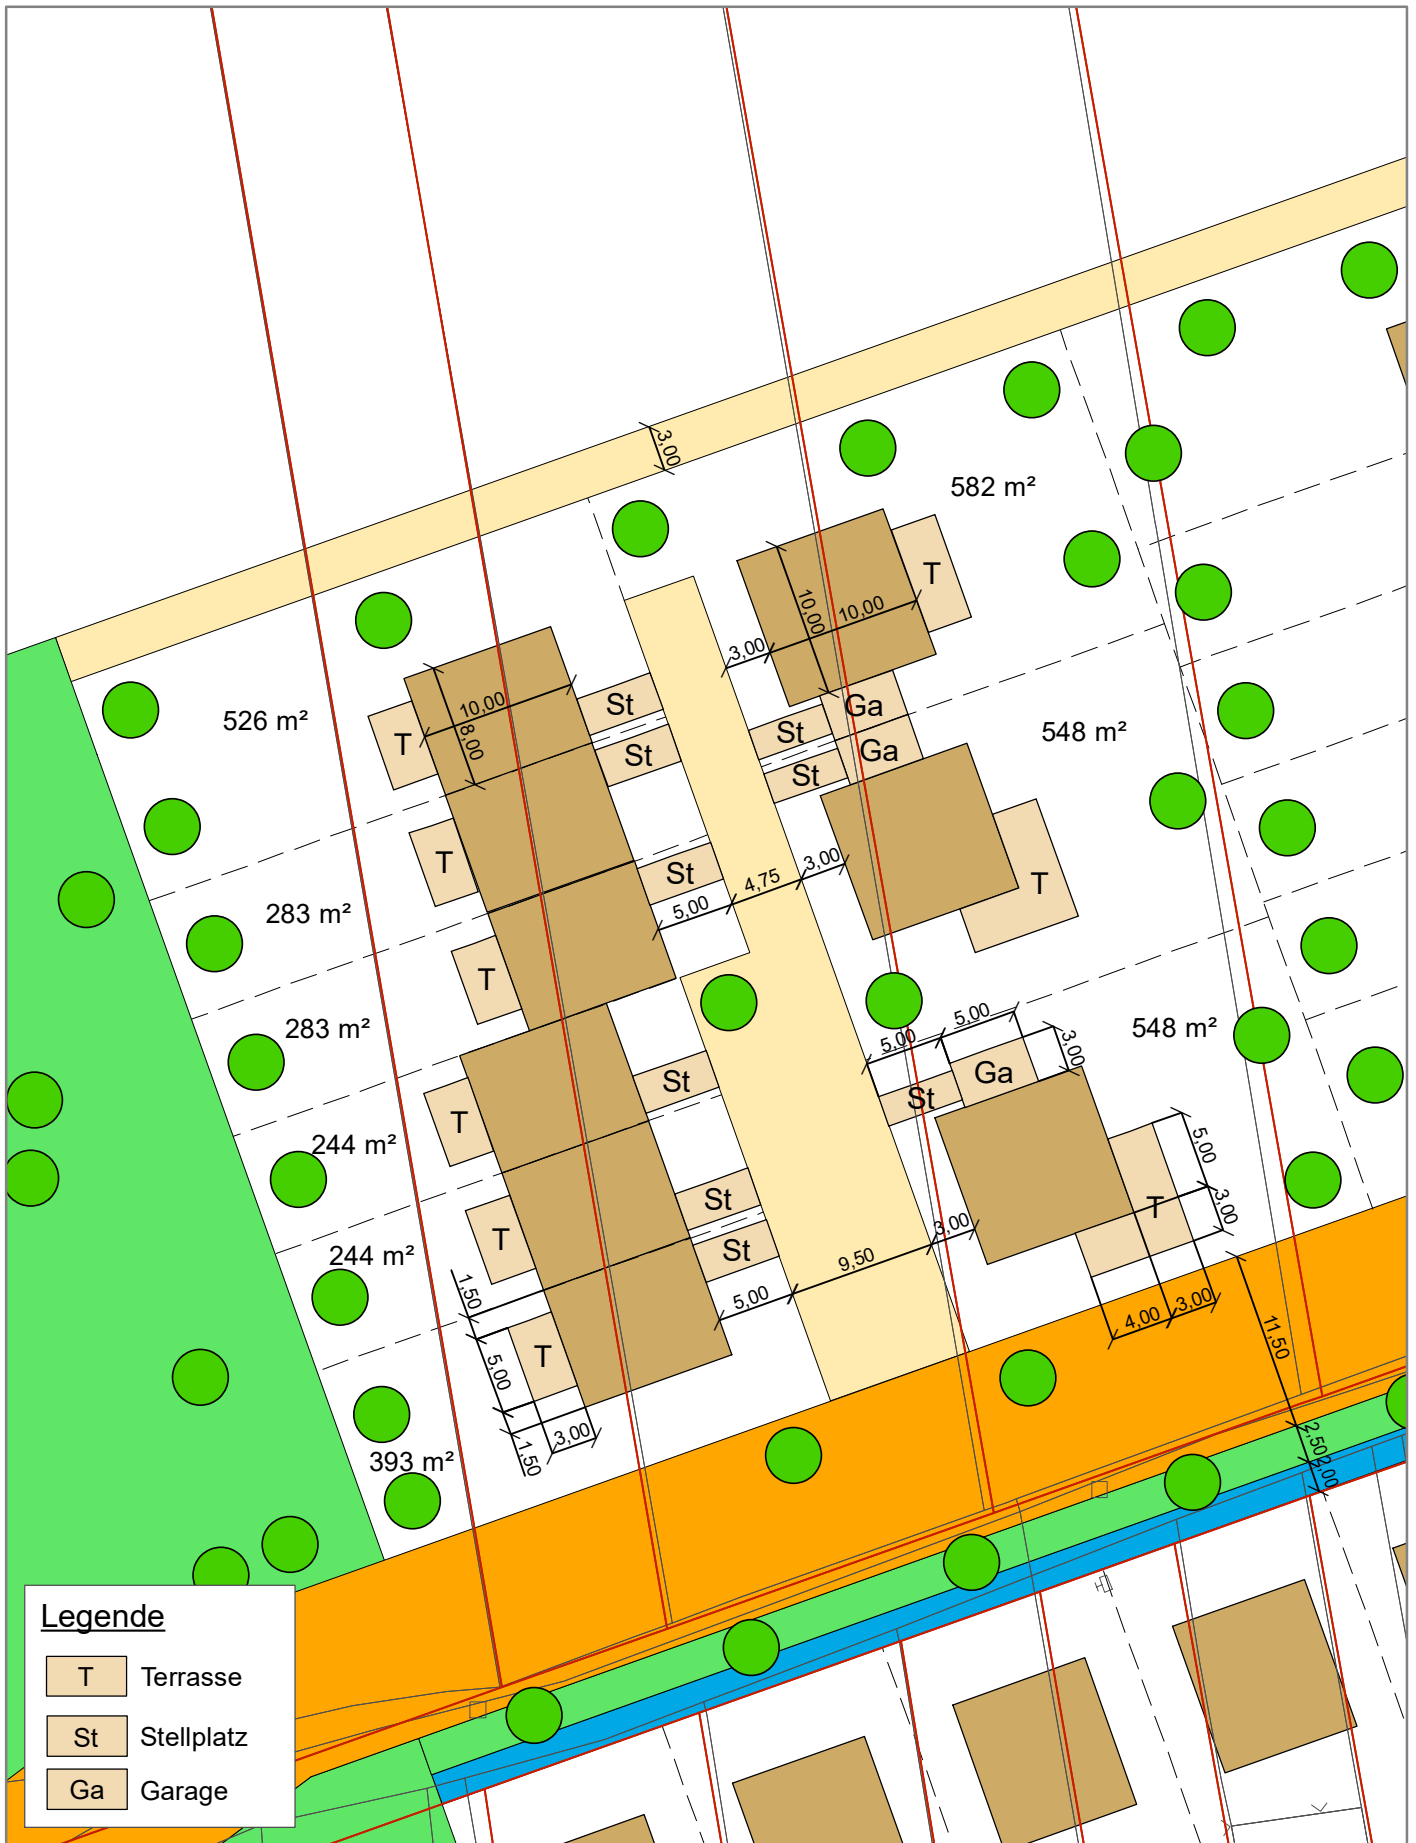 3,00
582 m²
T
10,00
10,00
3,00
526 m²
10,00
8,00
St
T
St
Ga
St
Ga
St
548 m²
St
T
283 m²
St
3,00
4,75
5,00
T
T
283 m²
5,00
5,00
3,00
548 m²
Ga
St
St
T
244 m²
5,00
3,00
T
St
T
244 m²
St
3,00
9,50
5,00
1,50
4,00
3,00
11,50
T
5,00
3,00
1,50
393 m²
2,50
2,00
Legende
T Terrasse
St Stellplatz
Ga Garage